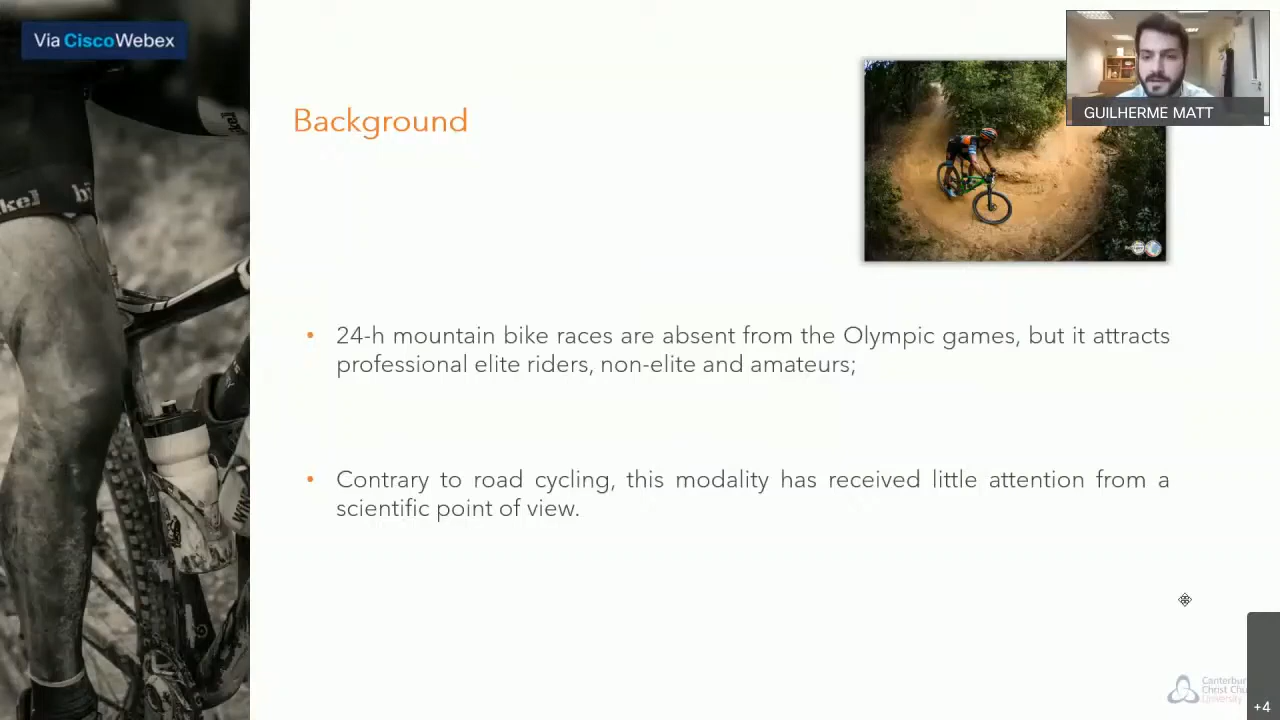 Via CiscoWebex
GUILHERME MATT
Background
24-h mountain bike races are absent from the Olympic games, but it attracts
professional elite riders, non-elite and amateurs;
Contrary to road cycling, this modality has received little attention from a
scientific point of view.
Christ
University
+4